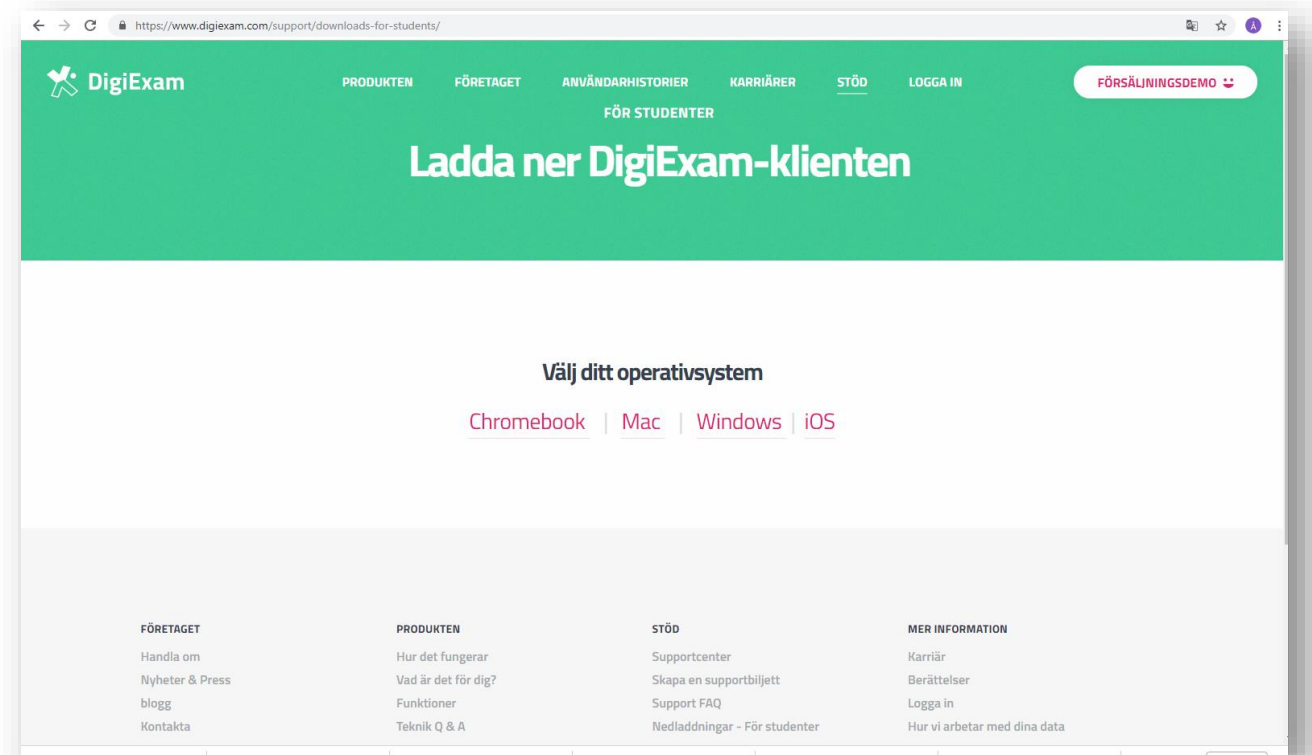 https://www.digiexam.com/support/downloads-for-students/
Å
DigiExam
PRODUKTEN FÖRETAGET ANVÄNDARHISTORIER KARRIÄRER STÖD LOGGA IN
FÖRSÄLJNINGSDEMO
FÖR STUDENTER
Ladda ner DigiExam-klienten
Välj ditt operativsystem
Chromebook | Mac | Windows | iOS
FÖRETAGET
Handla om
Nyheter & Press
blogg
Kontakta
PRODUKTEN
Hur det fungerar
Vad är det för dig?
Funktioner
Teknik Q & A
STÖD
Supportcenter
Skapa en supportbiljett
Support FAQ
Nedladdningar - För studenter
MER INFORMATION
Karriär
Berättelser
Logga in
Hur vi arbetar med dina data